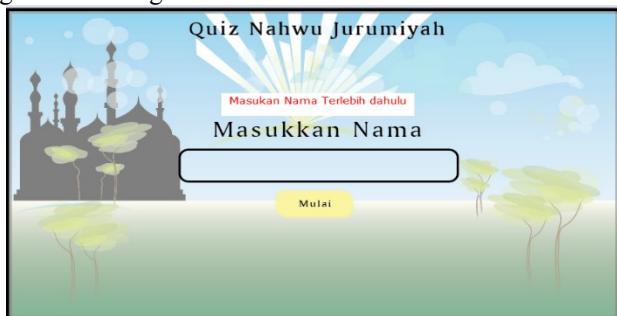 Quiz Nahwu Jurumiyah
Masukan Nama Terlebih dahulu
Masukkan Nama
Mulai